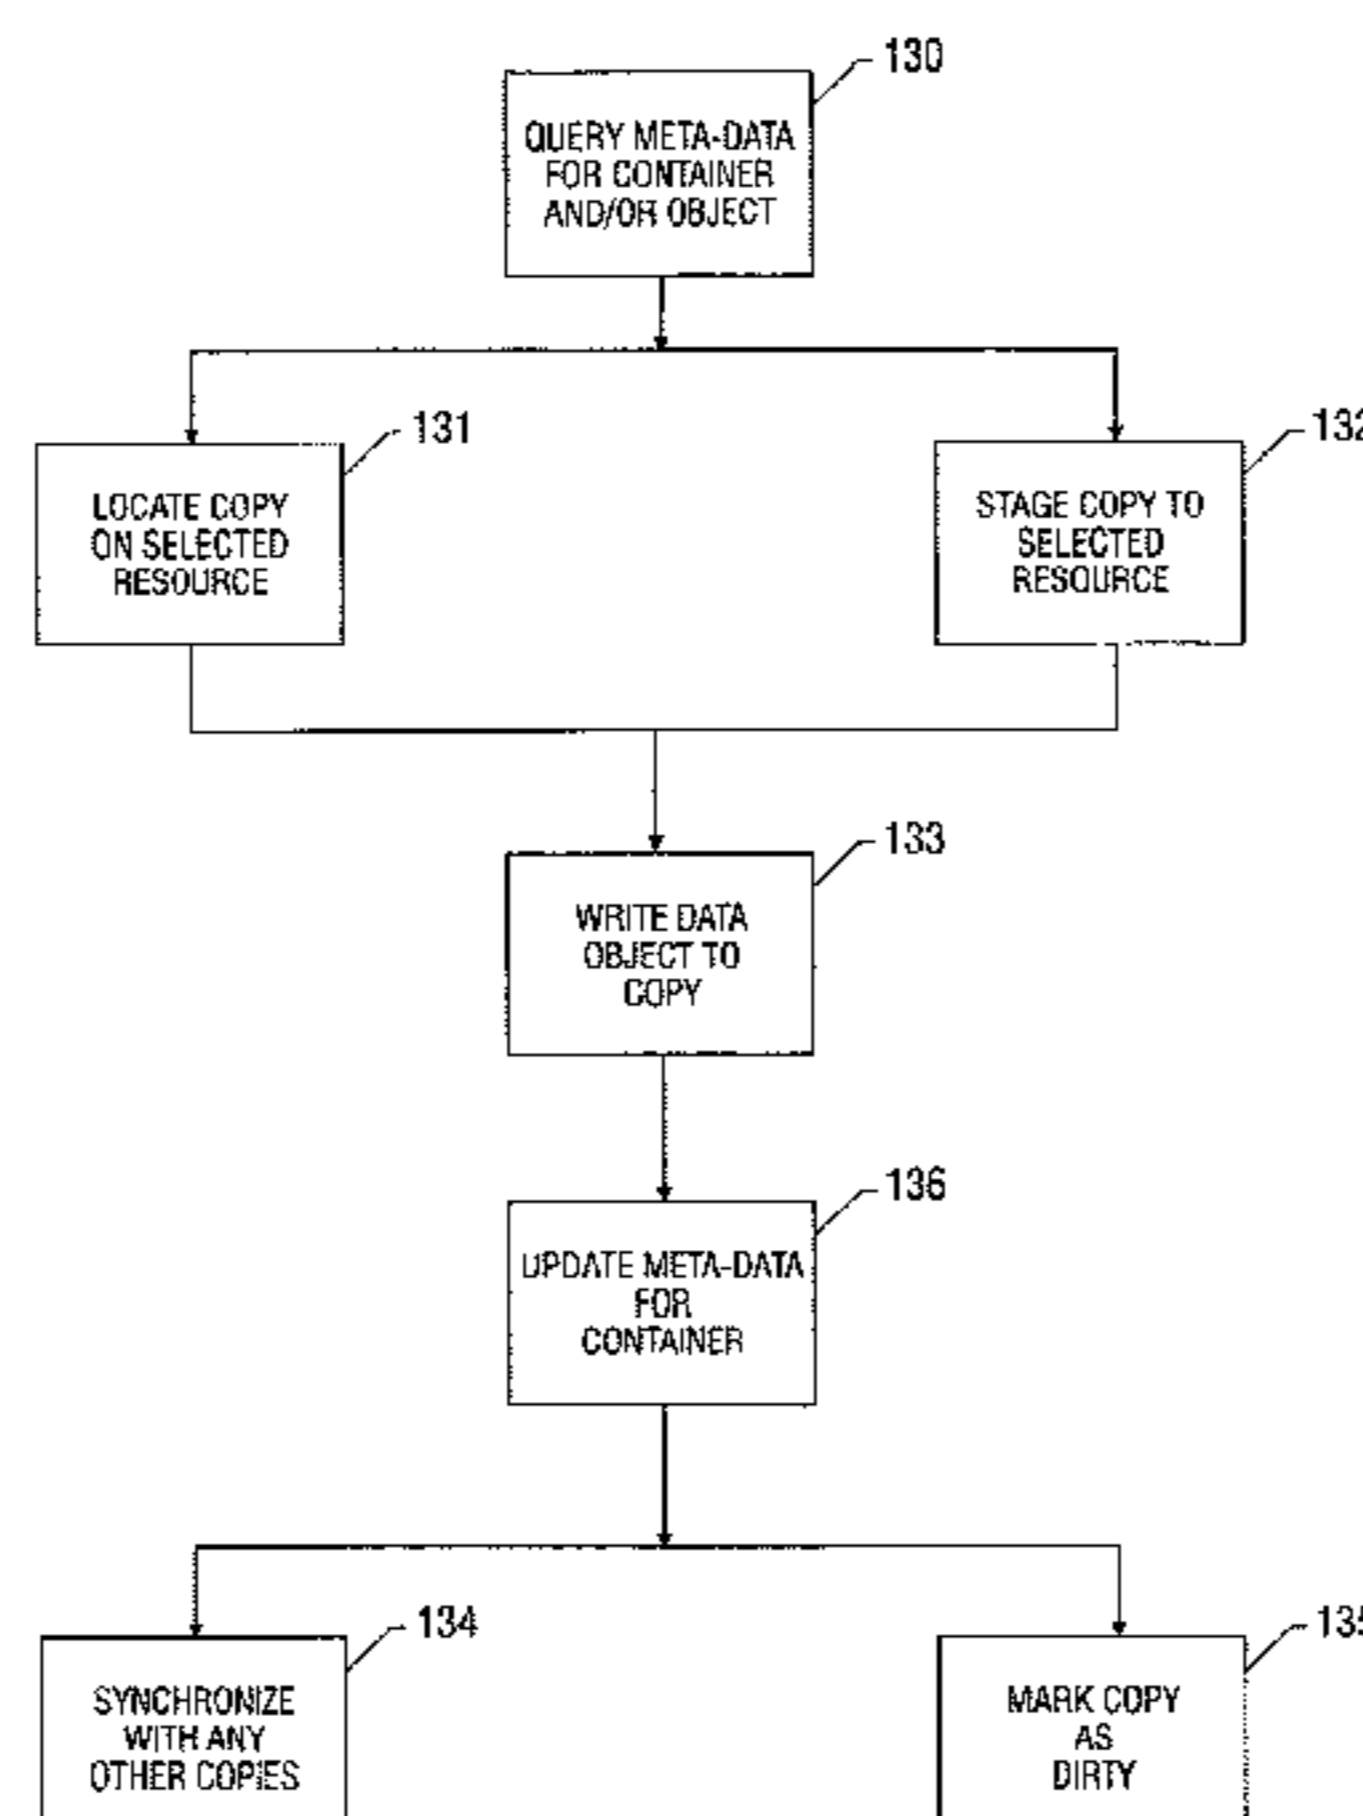 130
QUERY META-DATA
FOR CONTAINER
AND/OR OBJECT
131
LOCATE COPY
ON SELECTED
RESOURCE
132
STAGE COPY TO
SELECTED
RESOURCE
133
WRITE DATA
OBJECT TO
COPY
136
UPDATE META-DATA
FOR
CONTAINER
134
SYNCHRONIZE
WITH ANY
OTHER COPIES
135
MARK COPY
AS
DIRTY